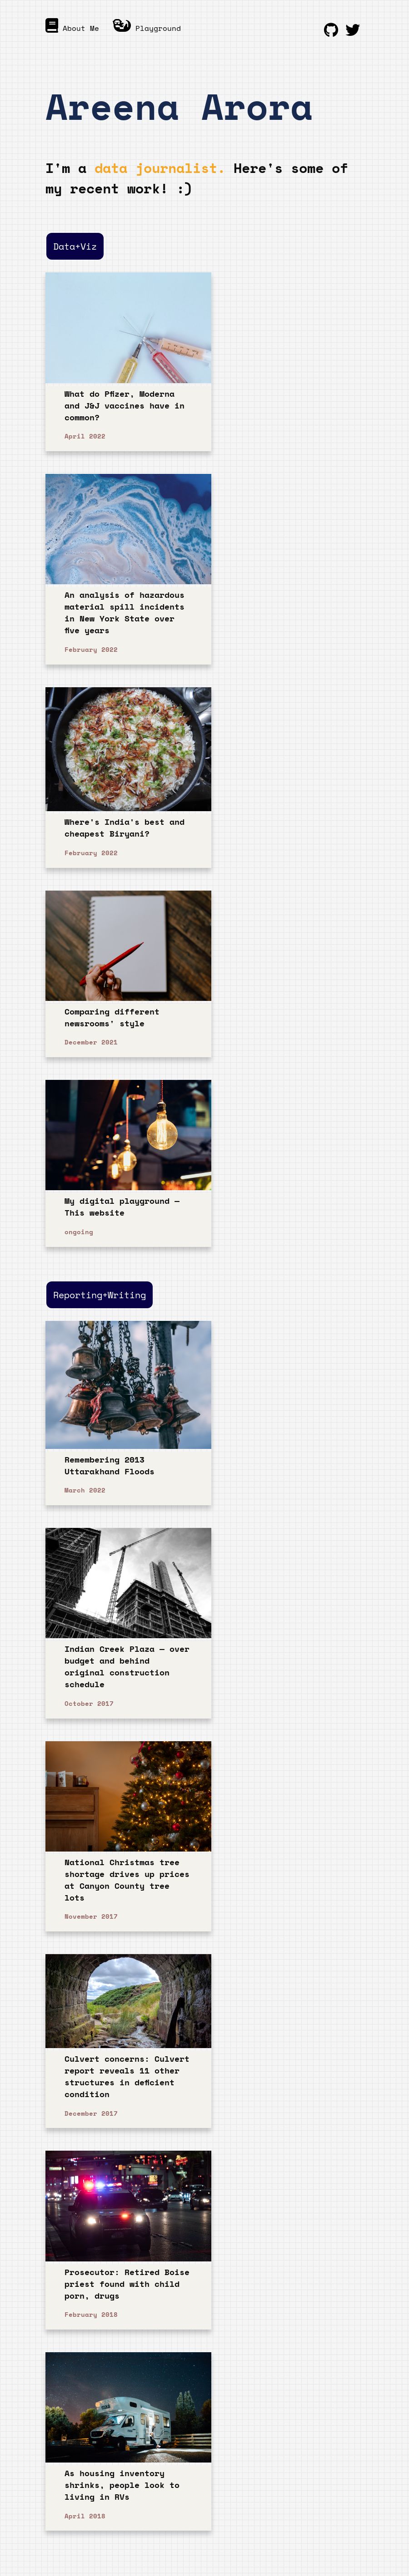 About Me
Playground
Areena Arora
I'm a data journalist. Here's some of
my recent work! :)
Data+Viz
What do Pfizer, Moderna
and J&J vaccines have in
common?
April 2022
An analysis of hazardous
material spill incidents
in New York State over
five years
February 2022
Where's India's best and
cheapest Biryani?
February 2022
Comparing different
newsrooms' style
December 2021
My digital playground —
This website
ongoing
Reporting+Writing
Remembering 2013
Uttarakhand Floods
March 2022
Indian Creek Plaza — over
budget and behind
original construction
schedule
October 2017
National Christmas tree
shortage drives up prices
at Canyon County tree
lots
November 2017
Culvert concerns: Culvert
report reveals 11 other
structures in deficient
condition
December 2017
Prosecutor: Retired Boise
priest found with child
porn, drugs
February 2018
As housing inventory
shrinks, people look to
living in RVs
April 2018